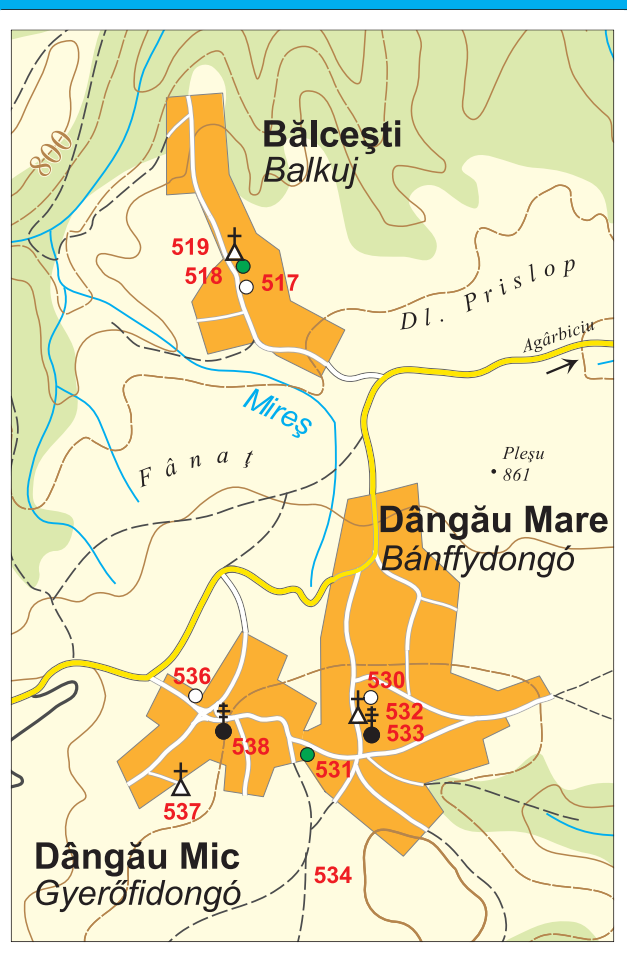 800
Bălceşti
Balkuj
519
518
517
Dl. Prislop
Agârbiciu
Mireş
Fânaţ
Pleşu
861
Dângău Mare
Bánffydongó
536
530
532
533
538
531
537
Dângău Mic
Gyerőfidongó
534